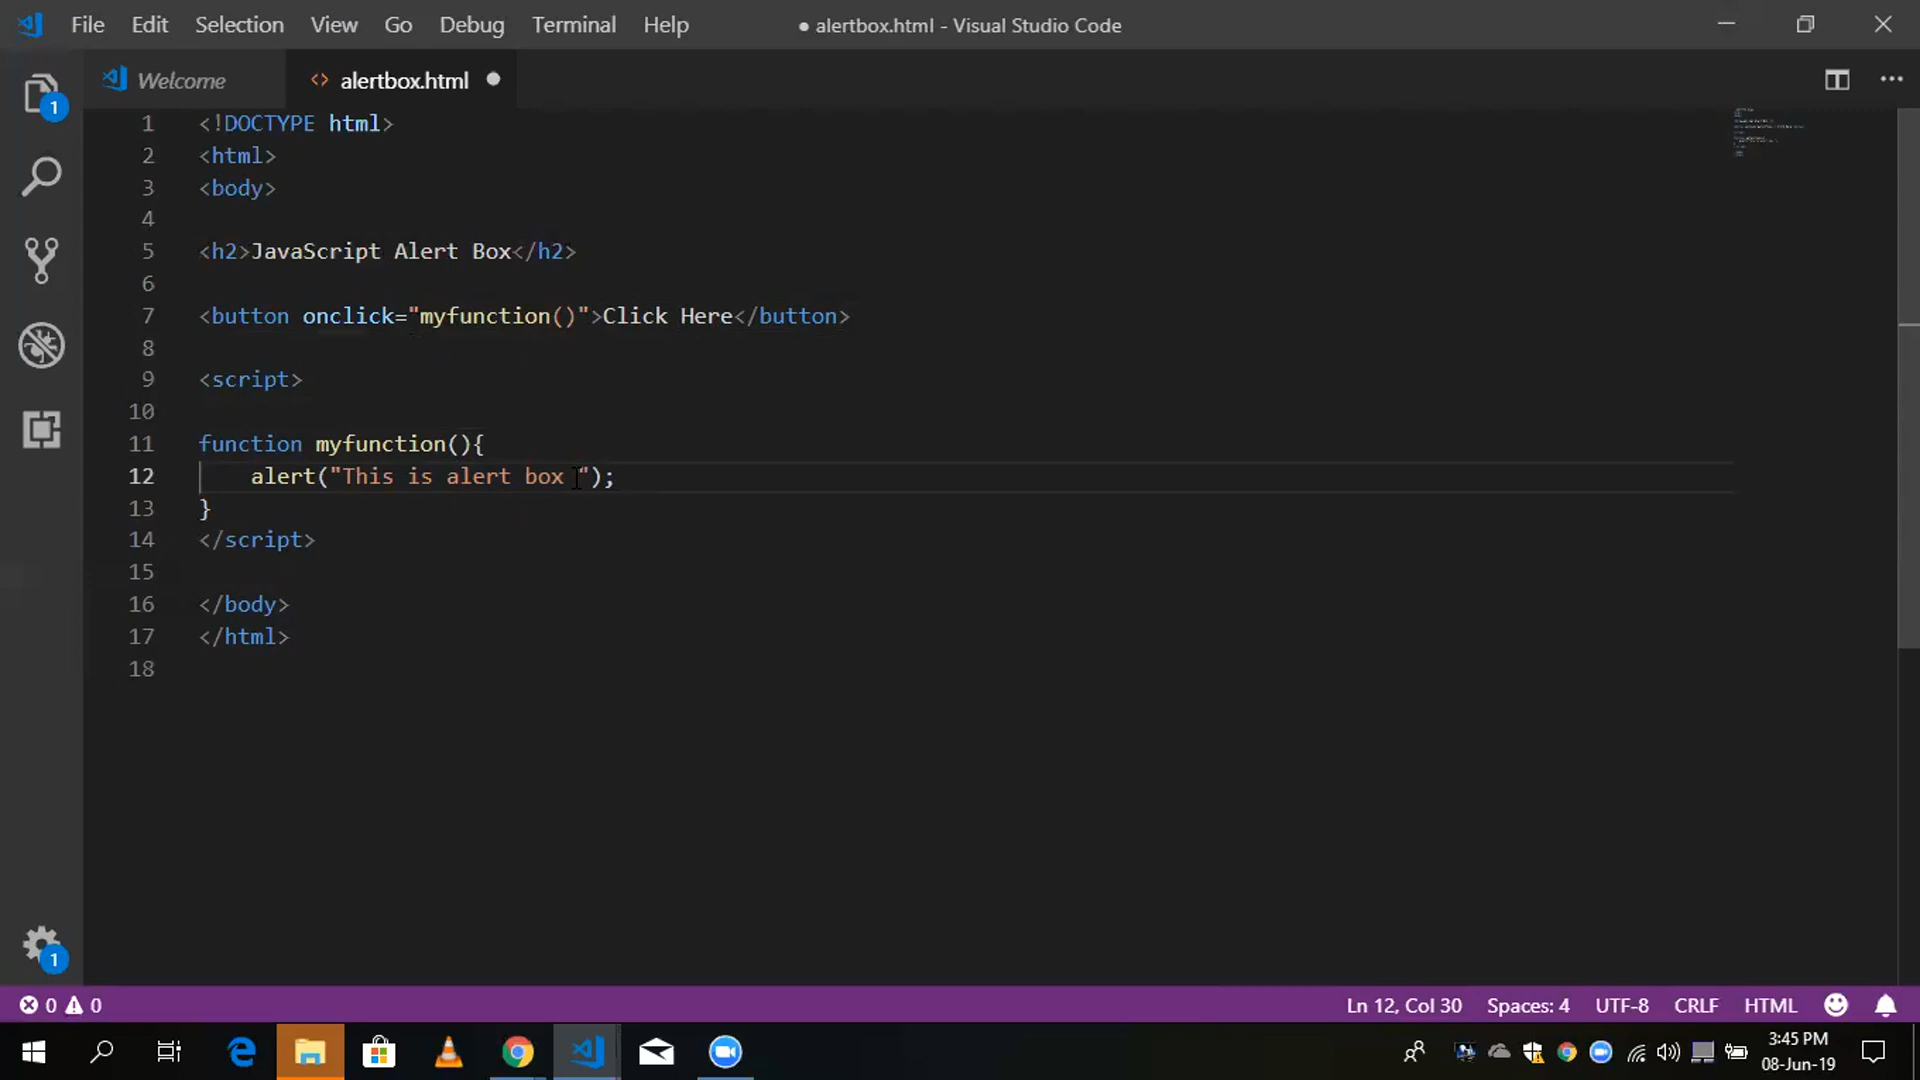 File Edit Selection View Go Debug Terminal Help ● alertbox.html - Visual Studio Code
Welcome <> alertbox.html ●
1 <!DOCTYPE html>
2 <html>
3 <body>
4
5 <h2>JavaScript Alert Box</h2>
6
7 <button onclick="myfunction()">Click Here</button>
8
9 <script>
10
11 function myfunction(){
12 alert("This is alert box ");
13 }
14 </script>
15
16 </body>
17 </html>
18
1
1
0 0 Ln 12, Col 30 Spaces: 4 UTF-8 CRLF HTML
3:45 PM
08-Jun-19